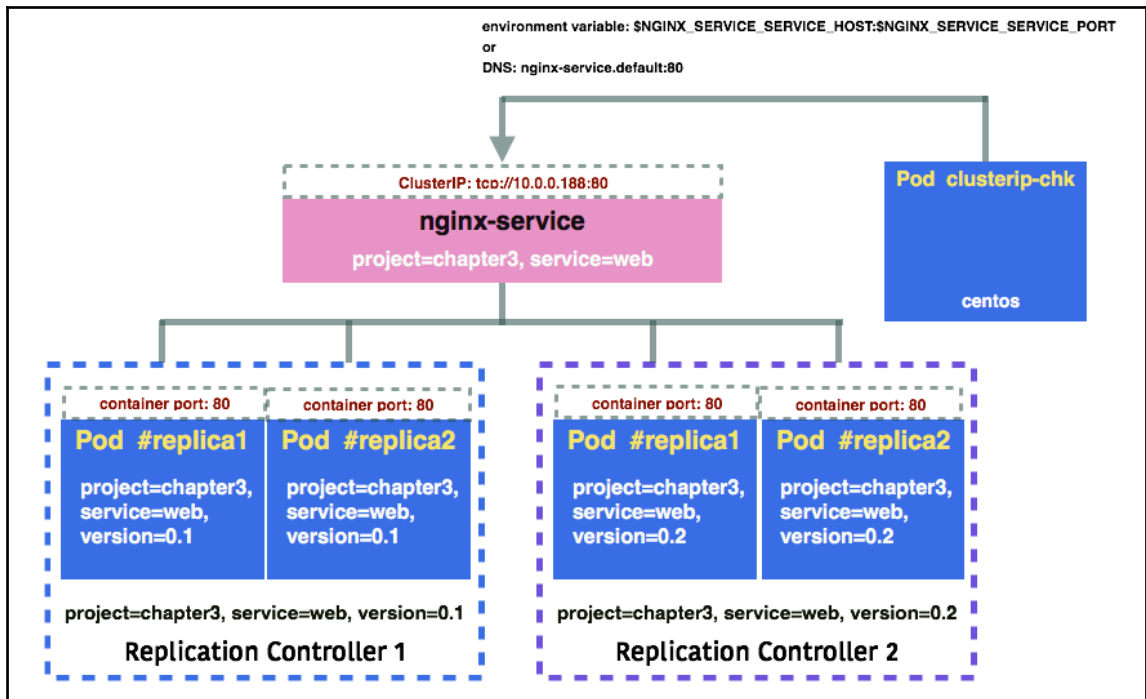 environment variable: $NGINX_SERVICE_SERVICE_HOST:$NGINX_SERVICE_SERVICE_PORT
or
DNS: nginx-service.default:80
ClusterIP: tcp://10.0.0.188:80
nginx-service
project=chapter3, service=web
Pod clusterip-chk
centos
container port: 80
Pod #replica1
project=chapter3,
service=web,
version=0.1
container port: 80
Pod #replica2
project=chapter3,
service=web,
version=0.1
project=chapter3, service=web, version=0.1
Replication Controller 1
container port: 80
Pod #replica1
project=chapter3,
service=web,
version=0.2
container port: 80
Pod #replica2
project=chapter3,
service=web,
version=0.2
project=chapter3, service=web, version=0.2
Replication Controller 2